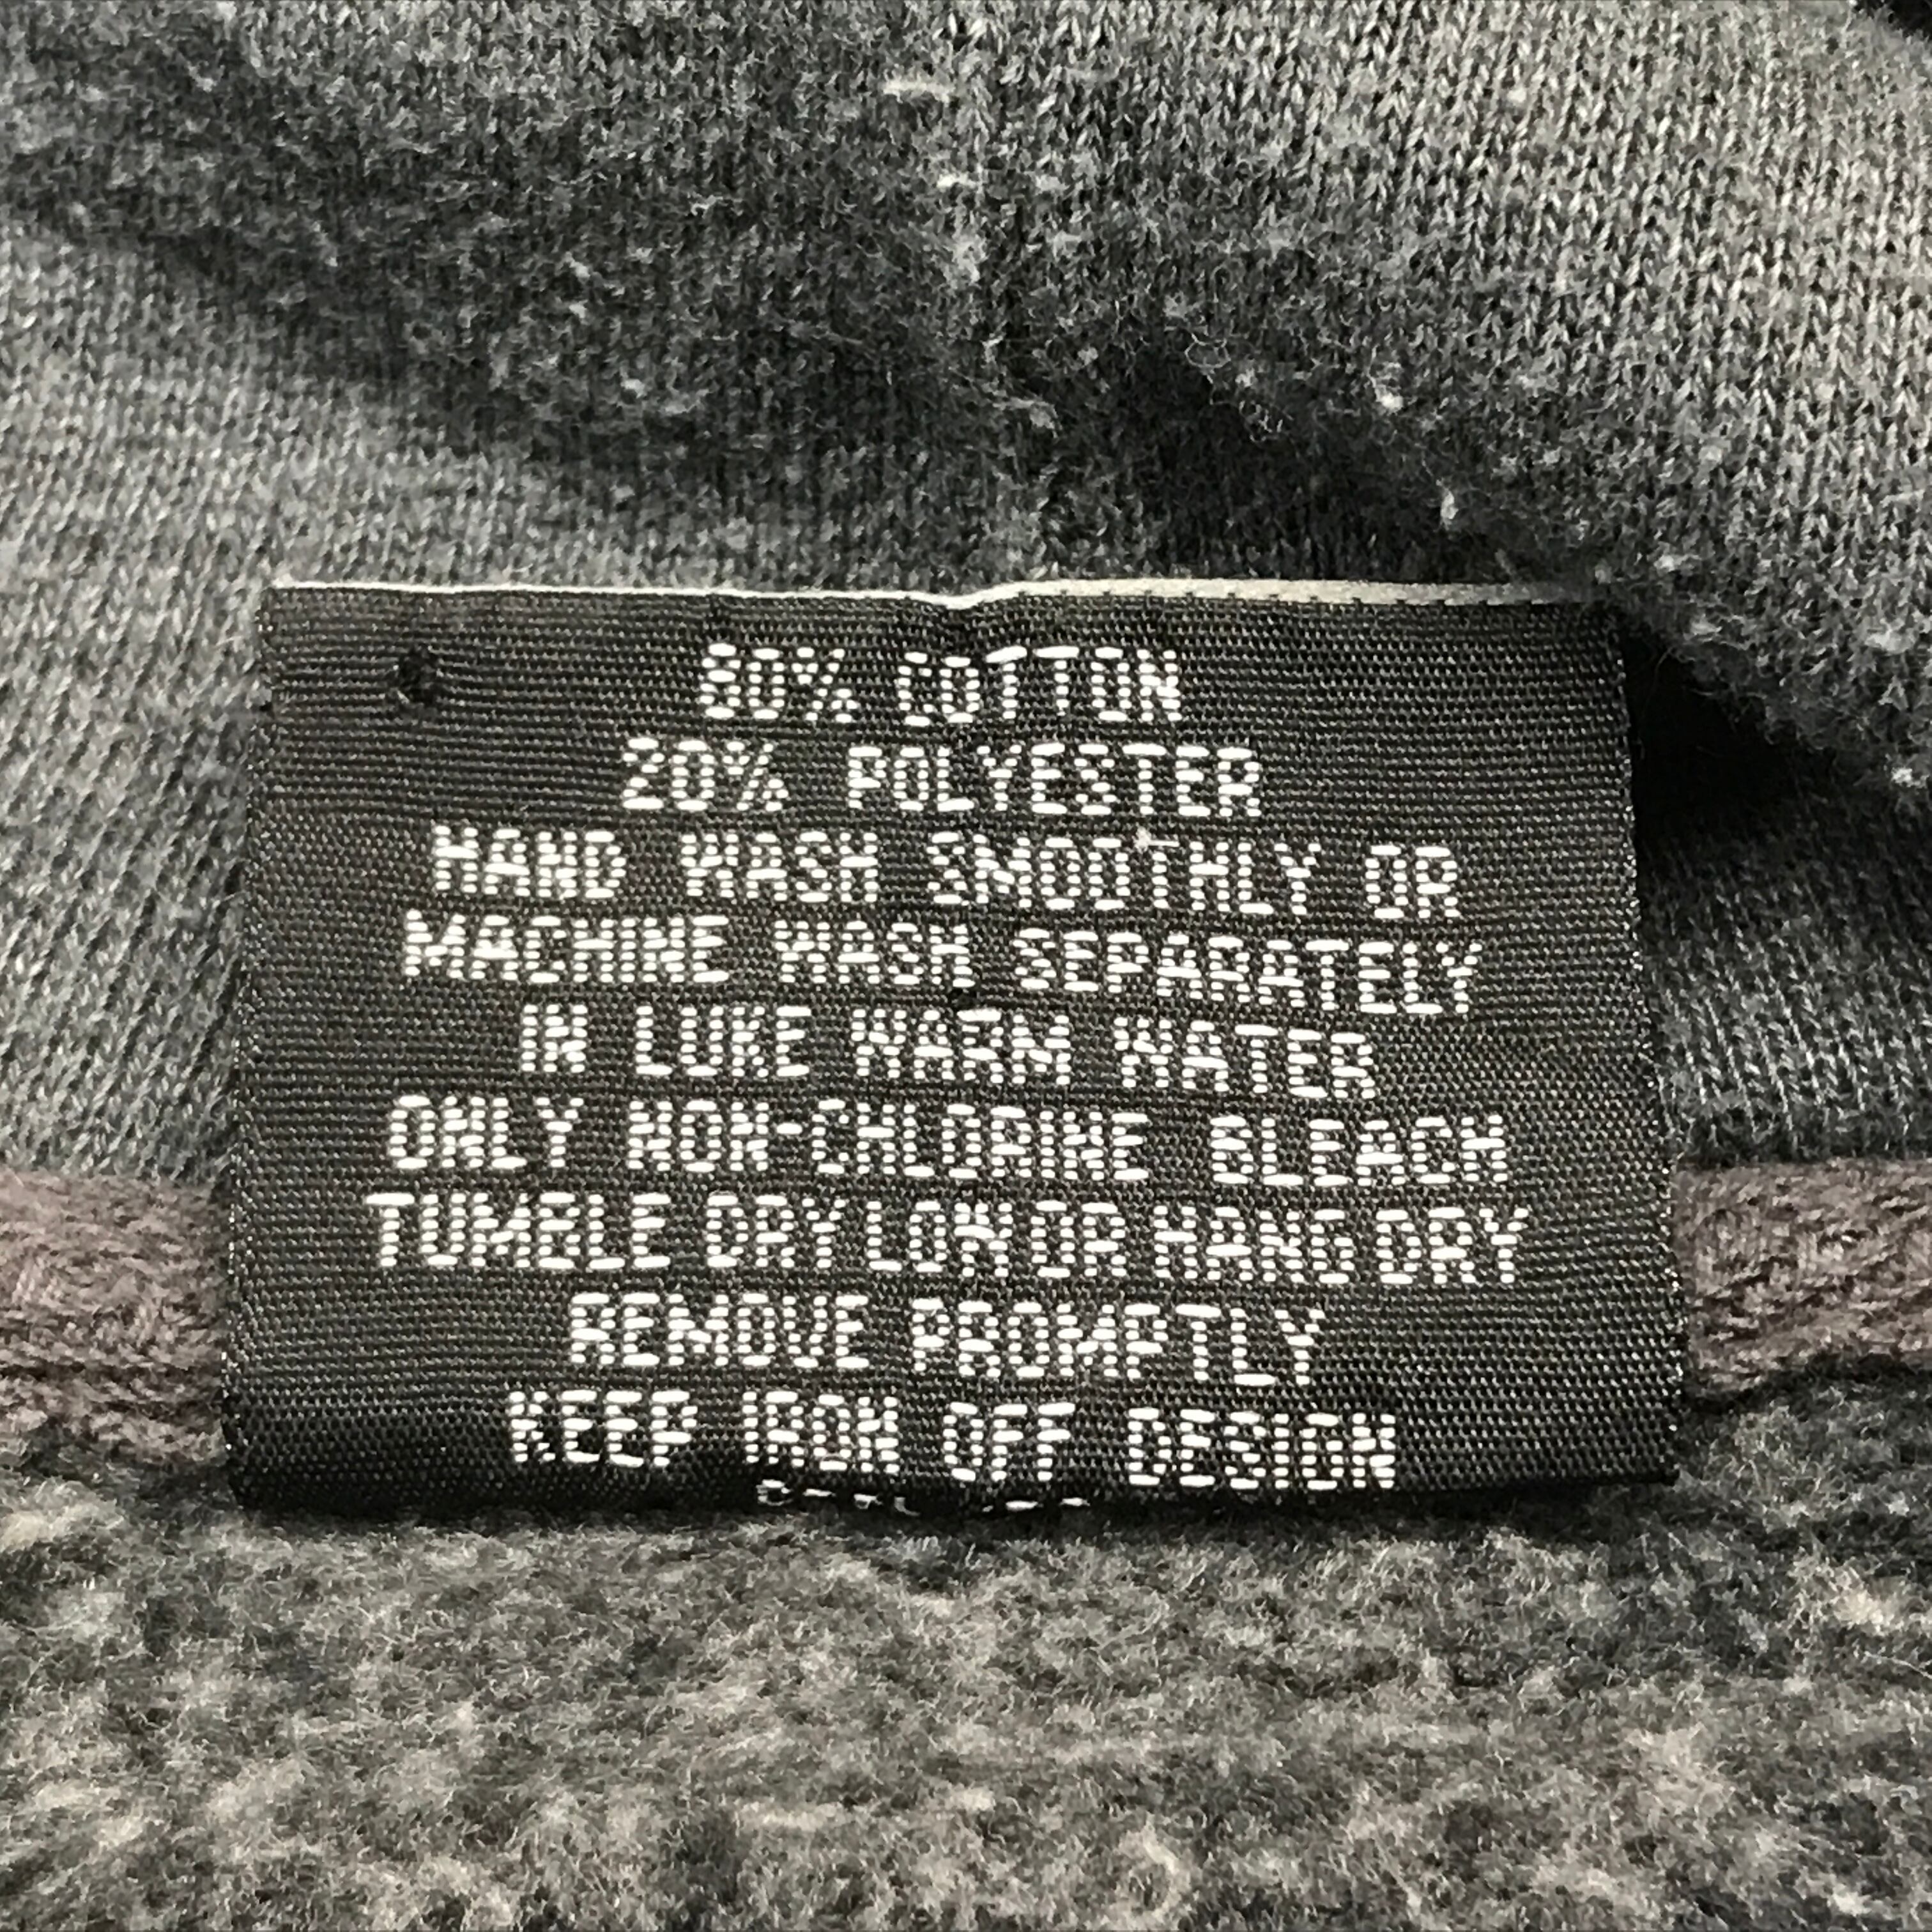 80% COTTON
20% POLYESTER
HAND WASH SMOOTHLY OR
MACHINE WASH SEPARATELY
IN LUKE WARM WATER
ONLY NON-CHLORINE BLEACH
TUMBLE DRY LOW OR HANG DRY
REMOVE PROMPTLY
KEEP IRON OFF DESIGN